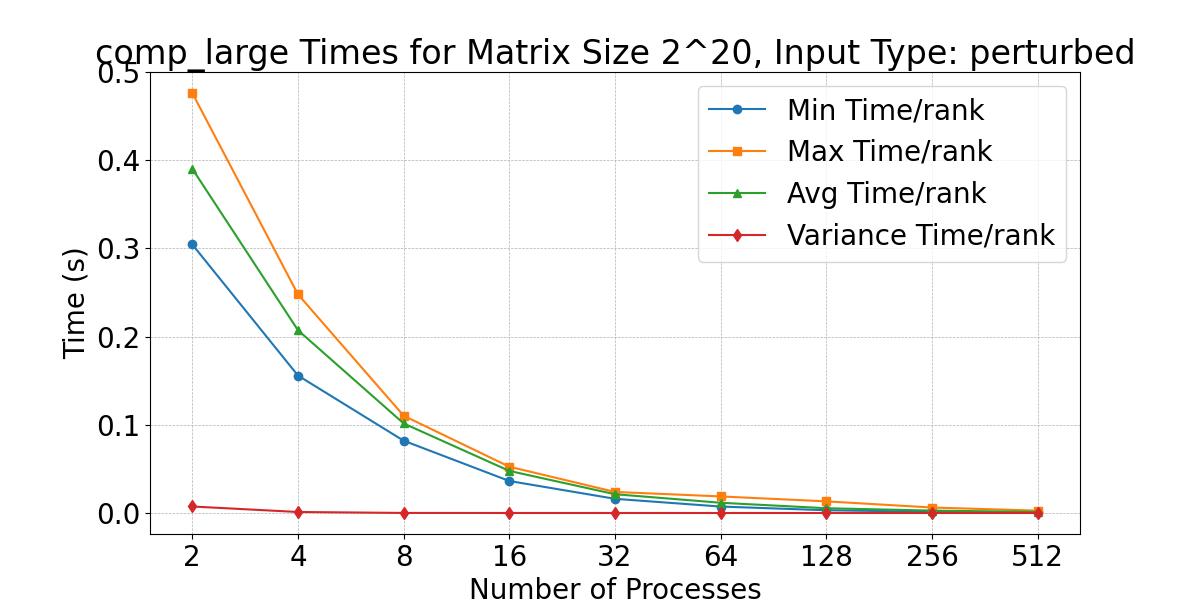 comp_large Times for Matrix Size 2^20, Input Type: perturbed
0.5
0.4
0.3
0.2
0.1
0.0
Time (s)
Min Time/rank
Max Time/rank
Avg Time/rank
Variance Time/rank
2 4 8 16 32 64 128 256 512
Number of Processes